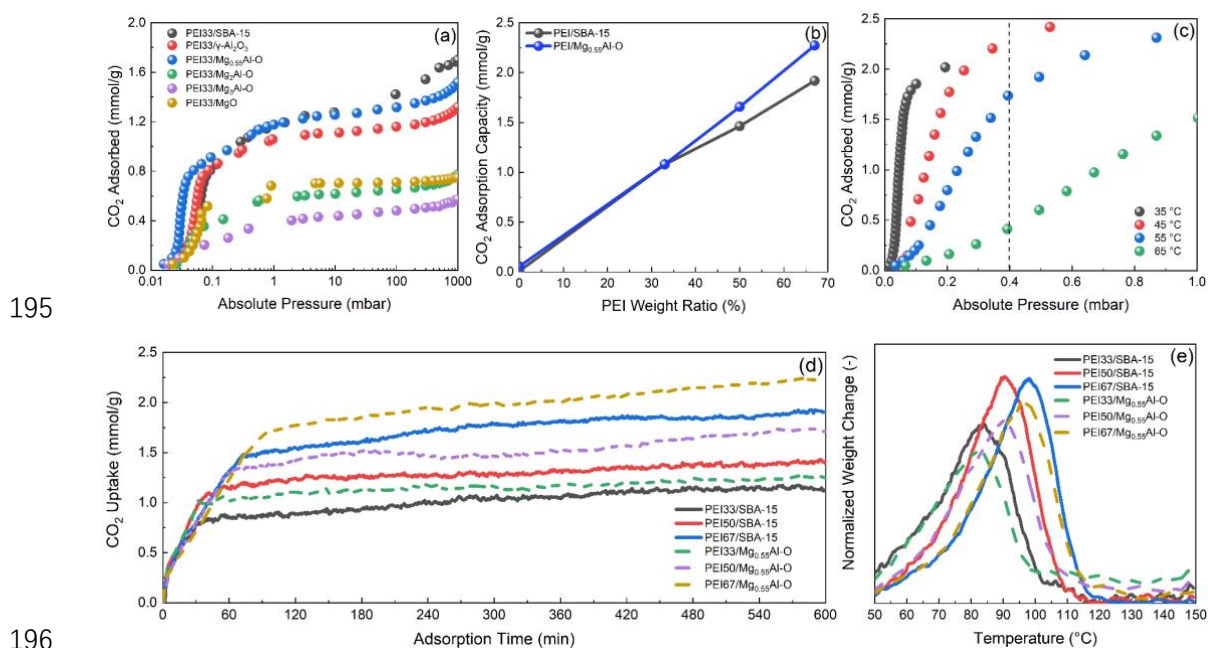 2.0
1.6
1.2
0.8
0.4
0.0
CO₂ Adsorbed (mmol/g)
PEI33/SBA-15
PEI33/γ-Al₂O₃
PEI33/Mg₀.₅₅Al-O
PEI33/Mg₂Al-O
PEI33/Mg₃Al-O
PEI33/MgO
(a)
0.01 0.1 1 10 100 1000
Absolute Pressure (mbar)
2.5
2.0
1.5
1.0
0.5
0.0
CO₂ Adsorption Capacity (mmol/g)
(b)
PEI/SBA-15
PEI/Mg₀.₅₅Al-O
0 10 20 30 40 50 60 70
PEI Weight Ratio (%)
2.5
2.0
1.5
1.0
0.5
0.0
CO₂ Adsorbed (mmol/g)
(c)
35 °C
45 °C
55 °C
65 °C
0.0 0.2 0.4 0.6 0.8 1.0
Absolute Pressure (mbar)
195
2.5
2.0
1.5
1.0
0.5
0.0
CO₂ Uptake (mmol/g)
(d)
PEI33/SBA-15
PEI50/SBA-15
PEI67/SBA-15
PEI33/Mg₀.₅₅Al-O
PEI50/Mg₀.₅₅Al-O
PEI67/Mg₀.₅₅Al-O
0 60 120 180 240 300 360 420 480 540 600
Adsorption Time (min)
Normalized Weight Change (-)
(e)
PEI33/SBA-15
PEI50/SBA-15
PEI67/SBA-15
PEI33/Mg₀.₅₅Al-O
PEI50/Mg₀.₅₅Al-O
PEI67/Mg₀.₅₅Al-O
50 60 70 80 90 100 110 120 130 140 150
Temperature (°C)
196